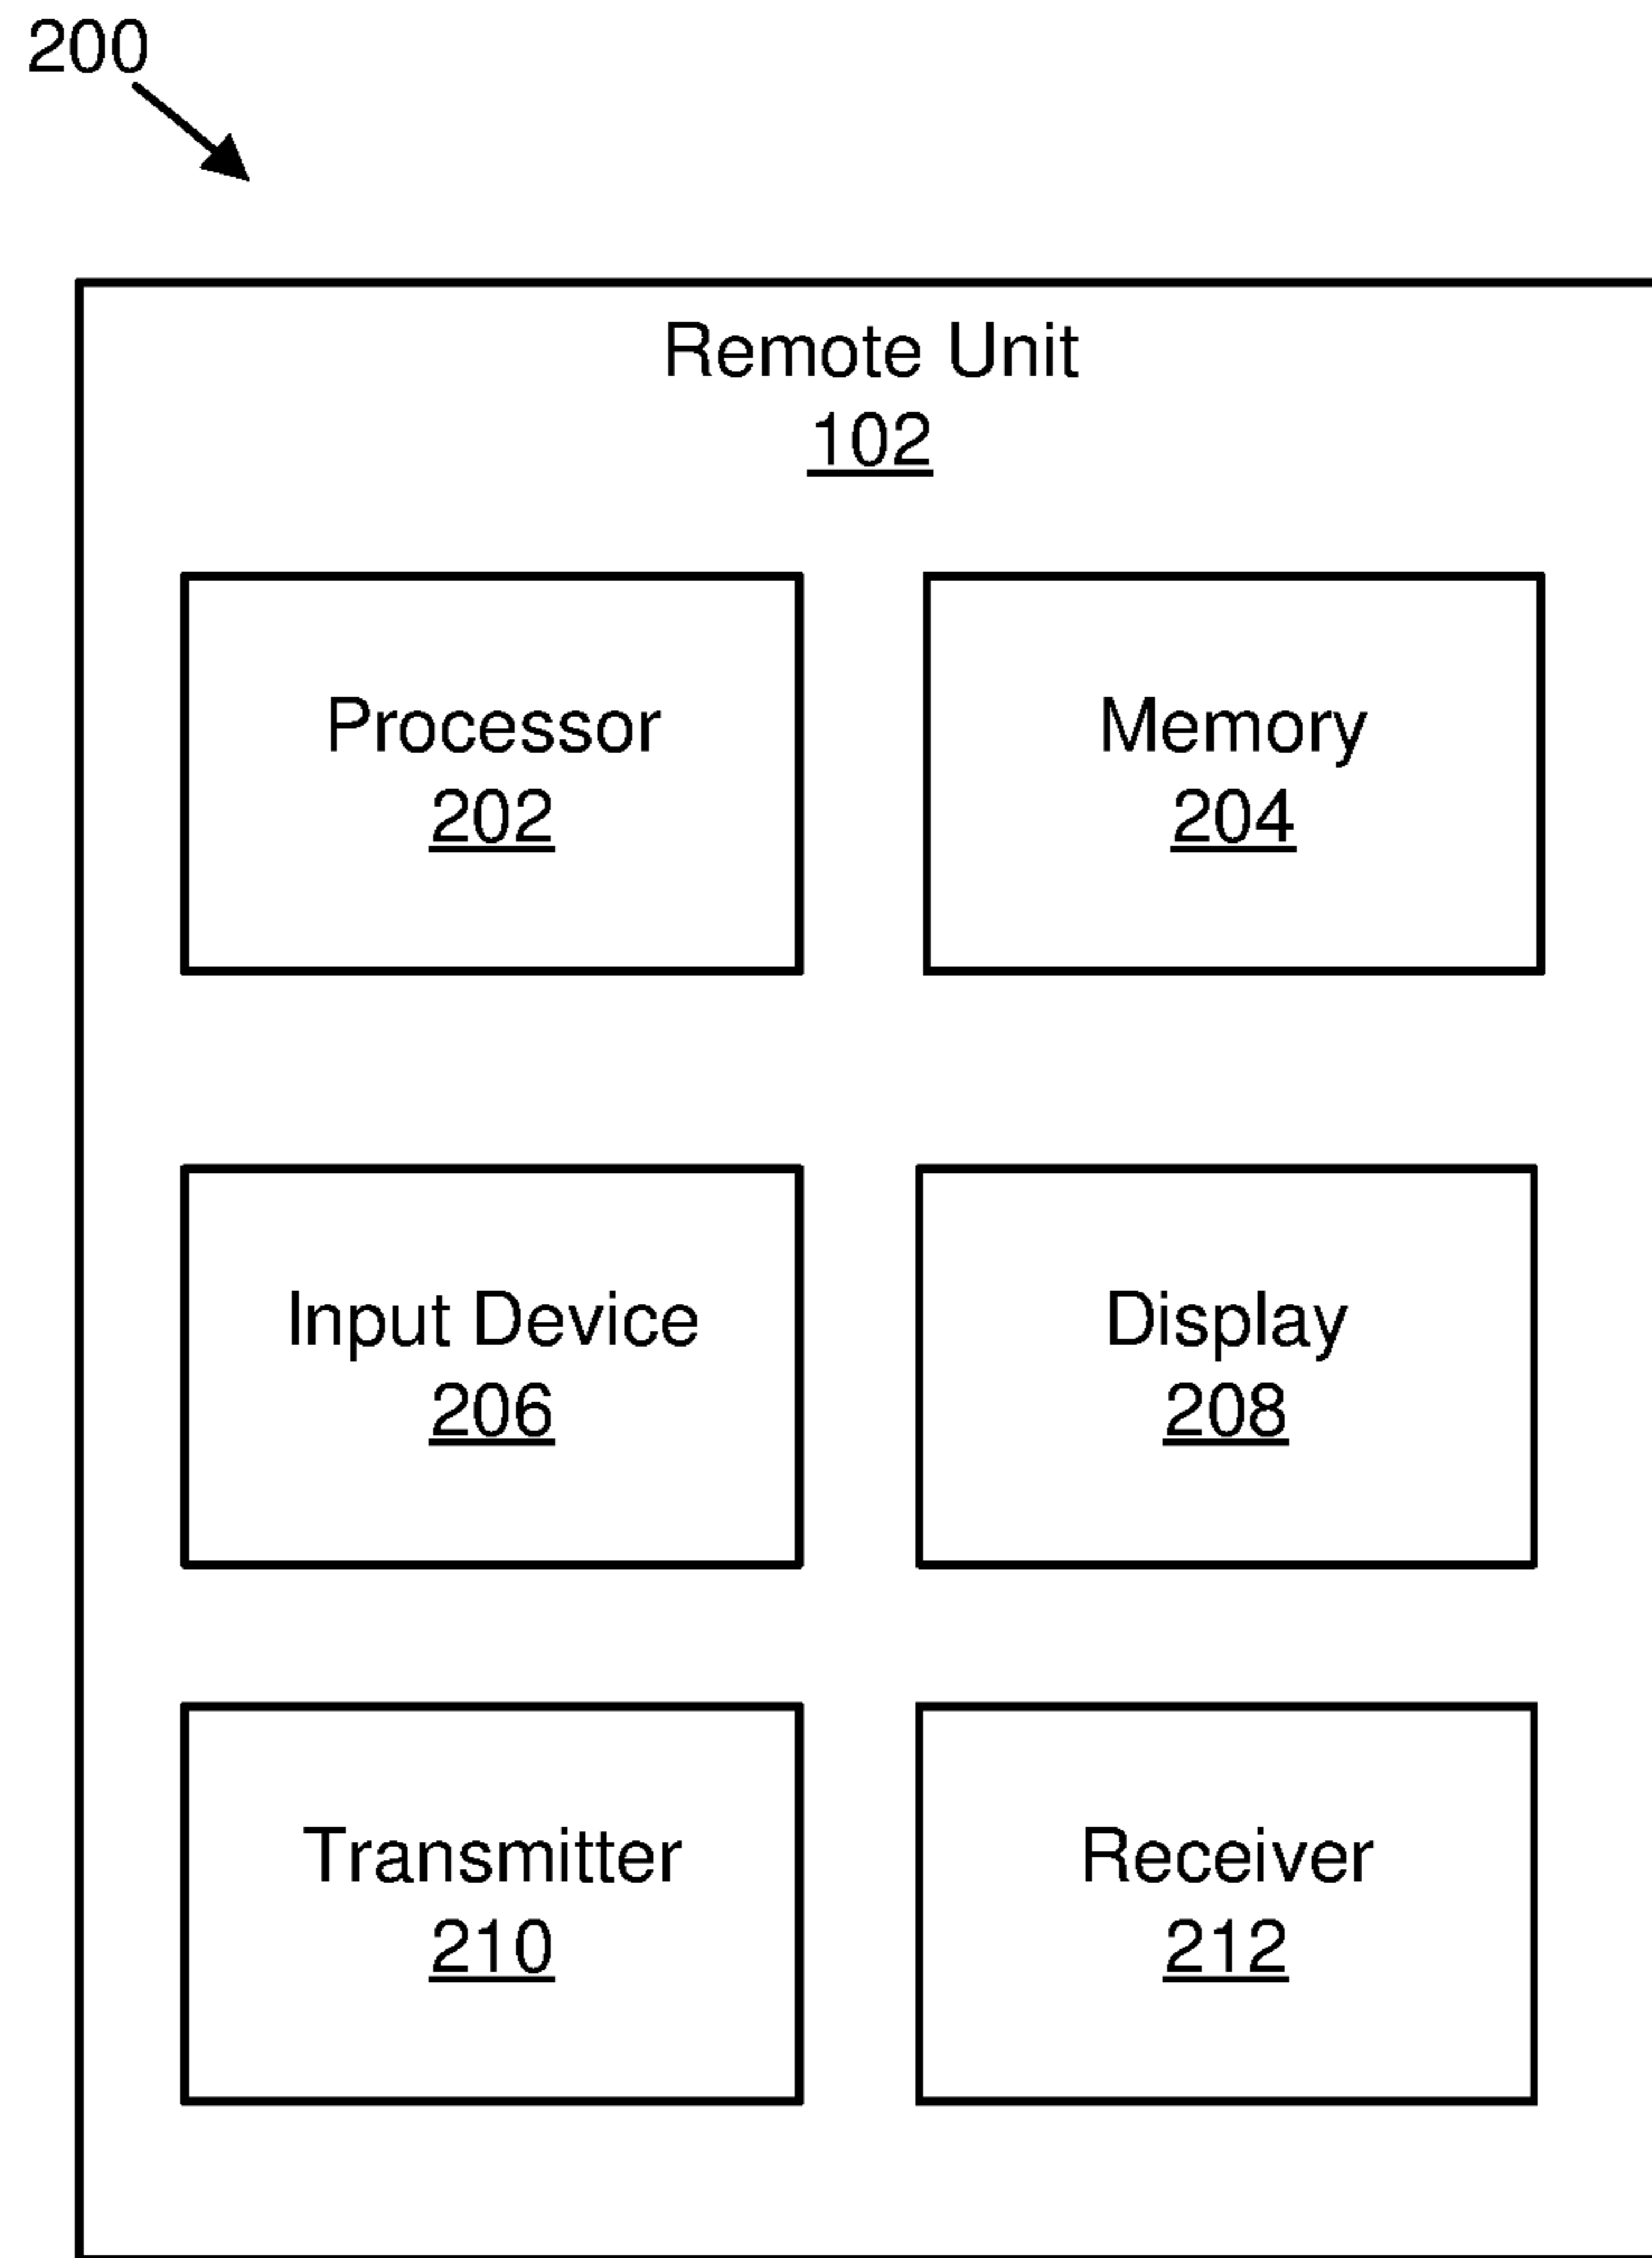 200
Remote Unit
102
Processor
202
Memory
204
Input Device
206
Display
208
Transmitter
210
Receiver
212